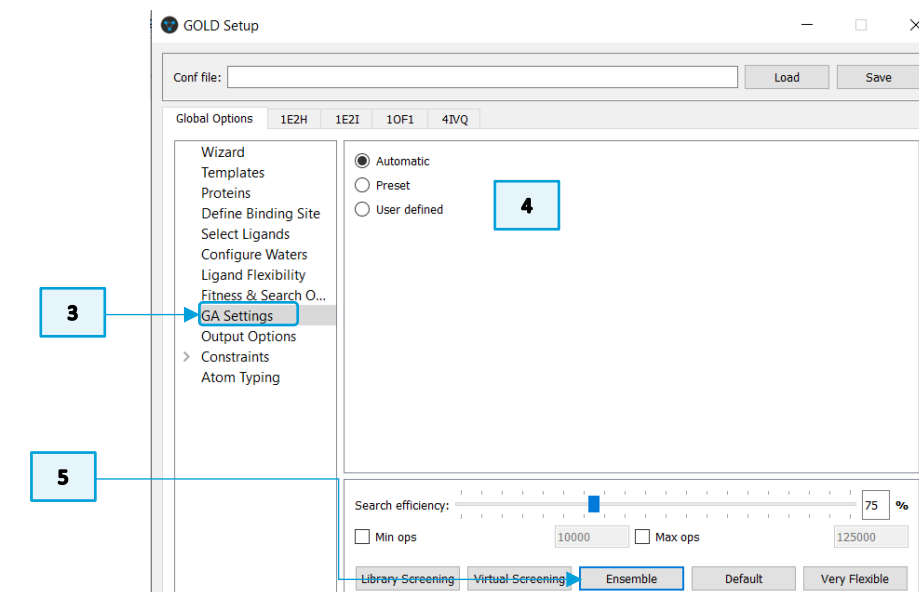 GOLD Setup
Conf file:
Load
Save
Global Options
1E2H
1E2I
1OF1
4IVQ
Wizard
Templates
Proteins
Define Binding Site
Select Ligands
Configure Waters
Ligand Flexibility
Fitness & Search O...
GA Settings
Output Options
Constraints
Atom Typing
Automatic
Preset
User defined
4
3
5
Search efficiency:
75 %
Min ops
10000
Max ops
125000
Library Screening
Virtual Screening
Ensemble
Default
Very Flexible